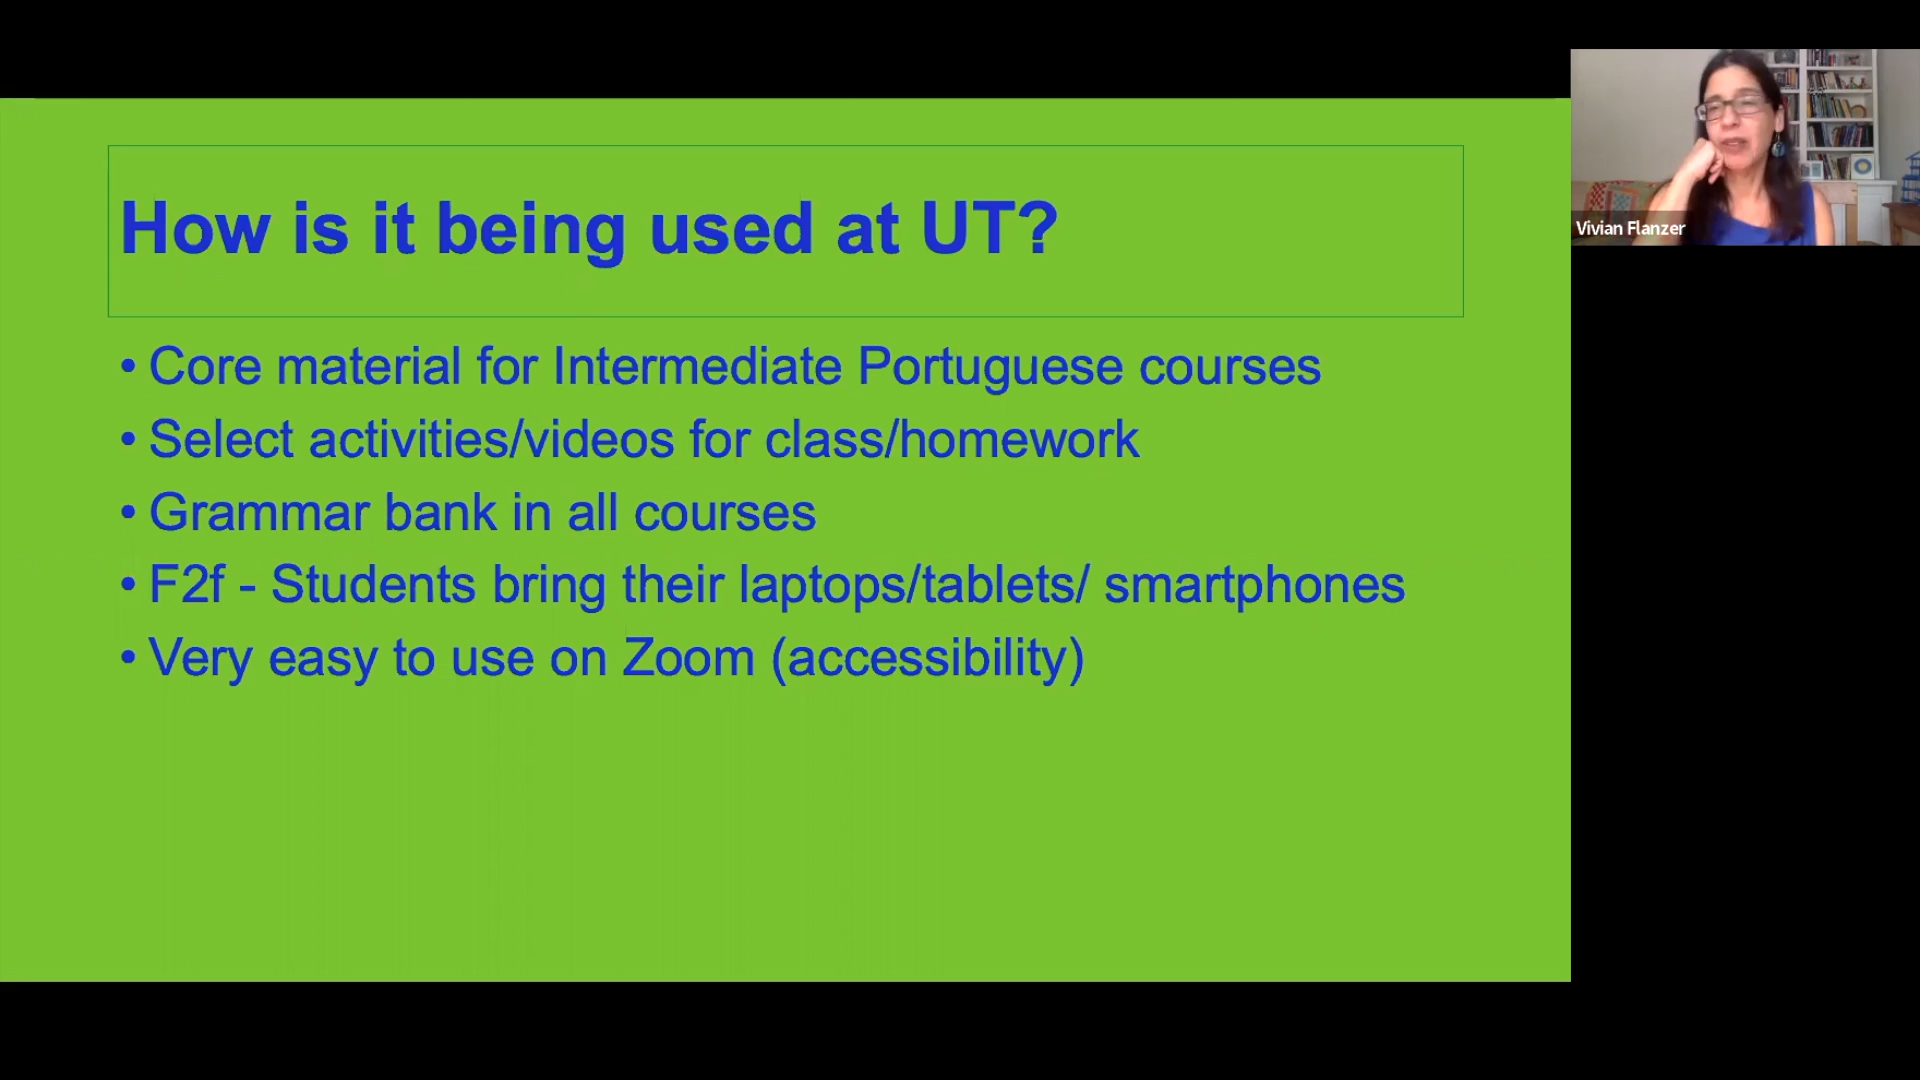 How is it being used at UT?
• Core material for Intermediate Portuguese courses
• Select activities/videos for class/homework
• Grammar bank in all courses
• F2f - Students bring their laptops/tablets/ smartphones
• Very easy to use on Zoom (accessibility)
Vivian Flanzer